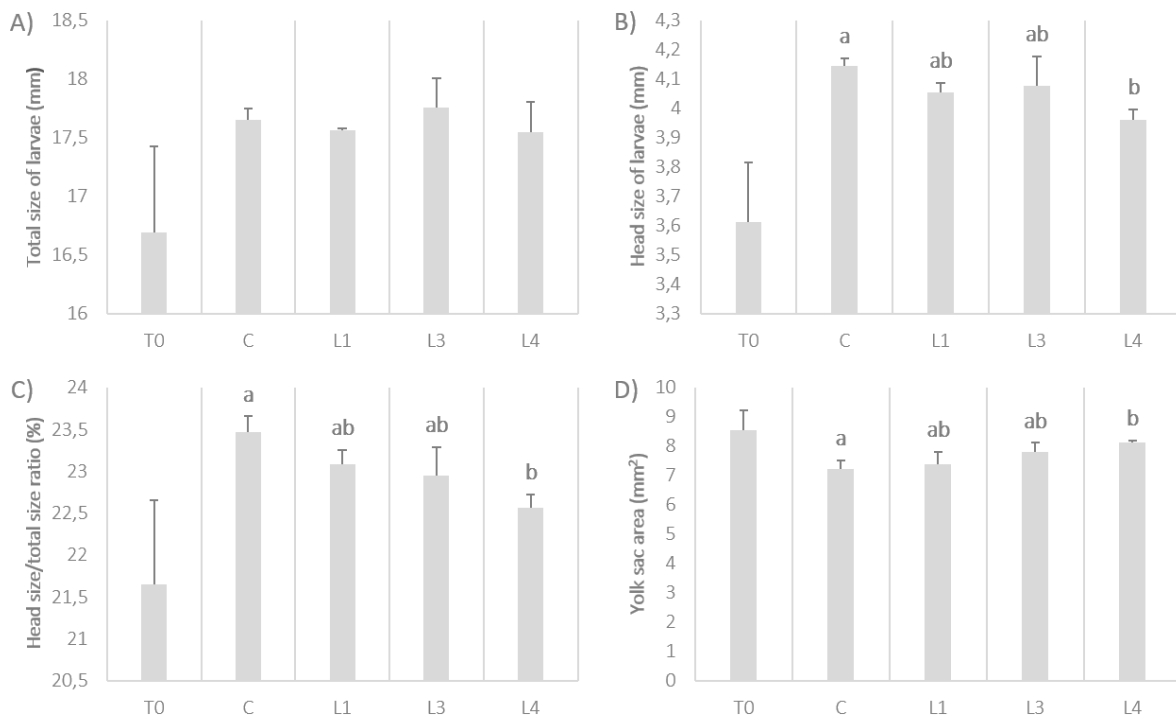 A)
Total size of larvae (mm)
18,5
18
17,5
17
16,5
16
T0 C L1 L3 L4
B)
Head size of larvae (mm)
4,3
4,2
4,1
4
3,9
3,8
3,7
3,6
3,5
3,4
3,3
a ab ab b
T0 C L1 L3 L4
C)
Head size/total size ratio (%)
24
23,5
23
22,5
22
21,5
21
20,5
a ab ab b
T0 C L1 L3 L4
D)
Yolk sac area (mm²)
10
9
8
7
6
5
4
3
2
1
0
a ab ab b
T0 C L1 L3 L4